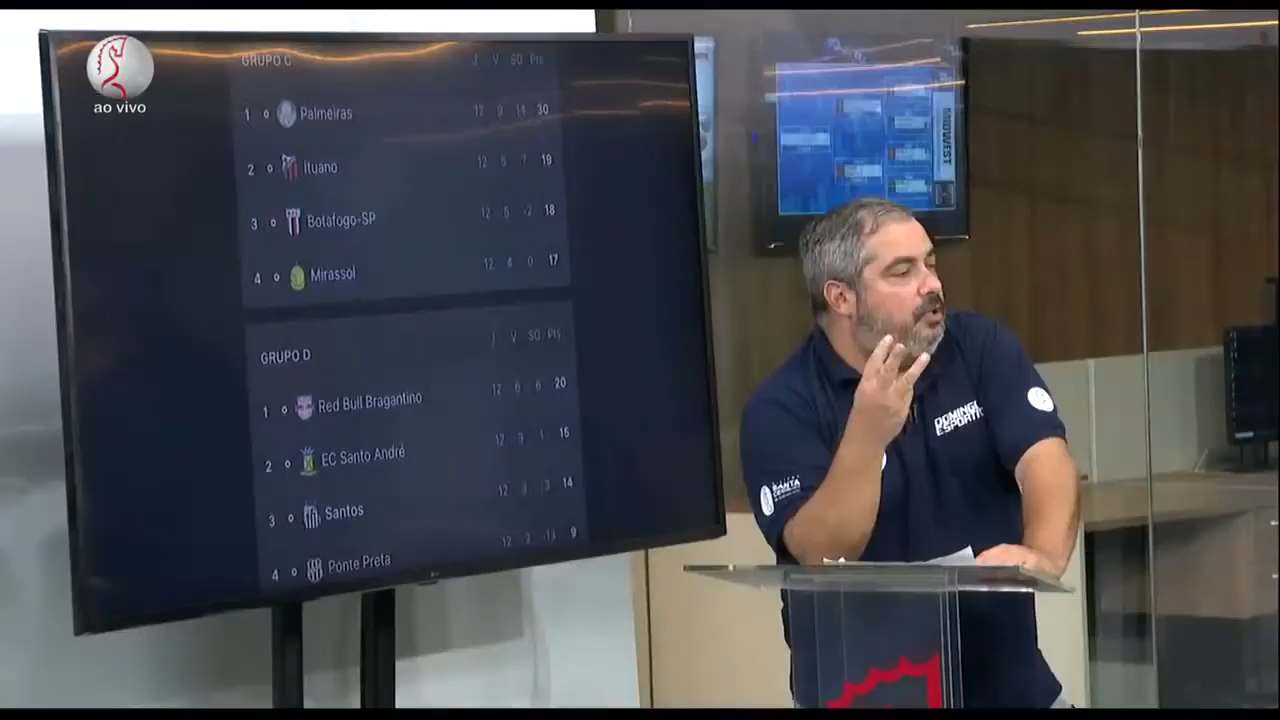 ao vivo
GRUPO C J V SG Pts
1 Palmeiras 12 9 14 30
2 Ituano 12 5 7 19
3 Botafogo-SP 12 5 -2 18
4 Mirassol 12 4 0 17
GRUPO D J V SG Pts
1 Red Bull Bragantino 12 6 6 20
2 EC Santo André 12 3 1 15
3 Santos 12 3 -3 14
4 Ponte Preta 12 2 -13 9
MIDWEST
DOMINGO
ESPORTIVO
SANTA